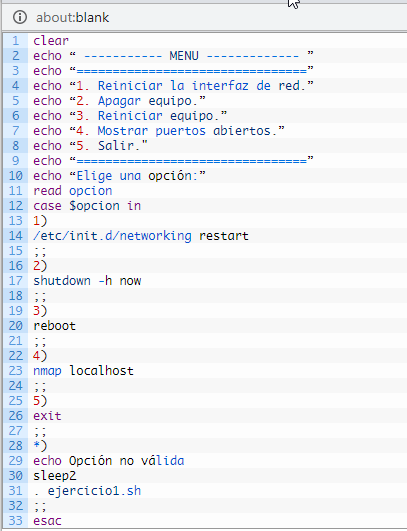 about:blank
1 clear
2 echo “ ----------- MENU ------------- ”
3 echo “==============================”
4 echo “1. Reiniciar la interfaz de red.”
5 echo “2. Apagar equipo.”
6 echo “3. Reiniciar equipo.”
7 echo “4. Mostrar puertos abiertos.”
8 echo “5. Salir."
9 echo “==============================”
10 echo “Elige una opción:”
11 read opcion
12 case $opcion in
13 1)
14 /etc/init.d/networking restart
15 ;;
16 2)
17 shutdown -h now
18 ;;
19 3)
20 reboot
21 ;;
22 4)
23 nmap localhost
24 ;;
25 5)
26 exit
27 ;;
28 *)
29 echo Opción no válida
30 sleep2
31 . ejercicio1.sh
32 ;;
33 esac